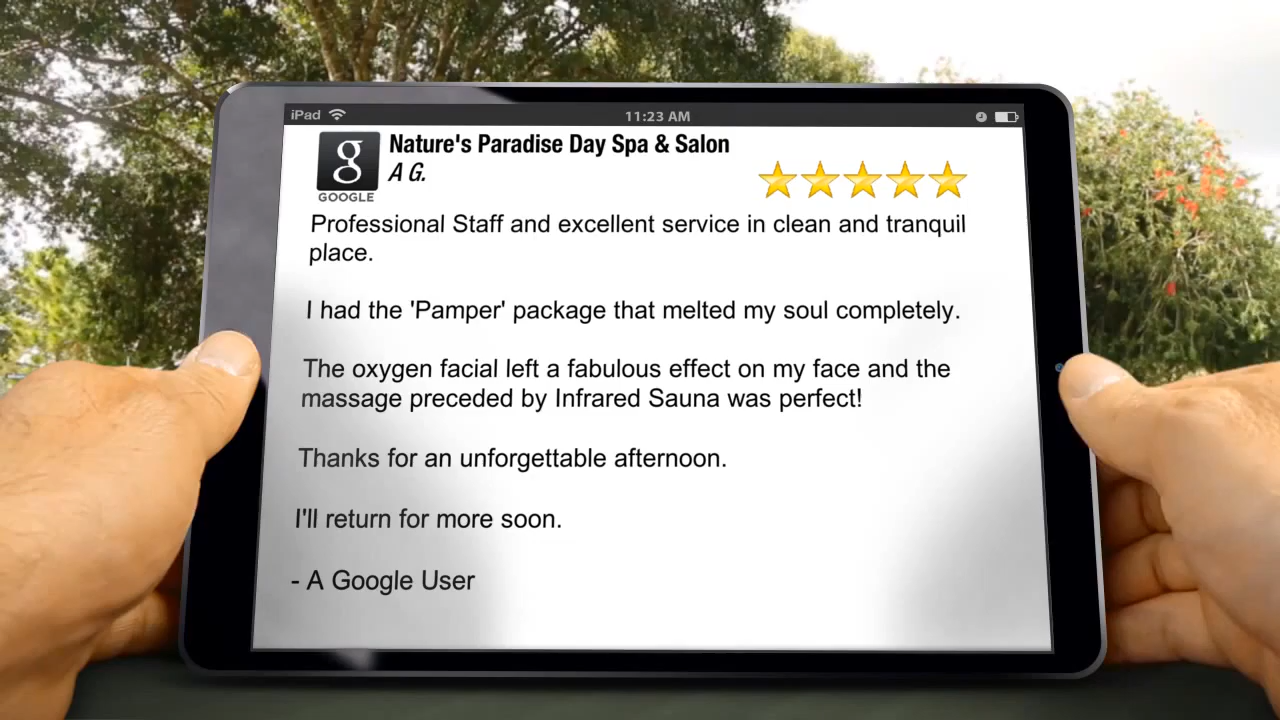 iPad 11:23 AM
Nature's Paradise Day Spa & Salon
A G.
g
GOOGLE
Professional Staff and excellent service in clean and tranquil
place.
I had the 'Pamper' package that melted my soul completely.
The oxygen facial left a fabulous effect on my face and the
massage preceded by Infrared Sauna was perfect!
Thanks for an unforgettable afternoon.
I'll return for more soon.
- A Google User